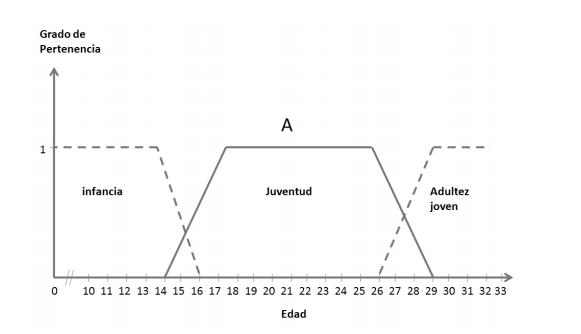 Grado de
Pertenencia
A
1
infancia
Juventud
Adultez
joven
0 10 11 12 13 14 15 16 17 18 19 20 21 22 23 24 25 26 27 28 29 30 31 32 33
Edad